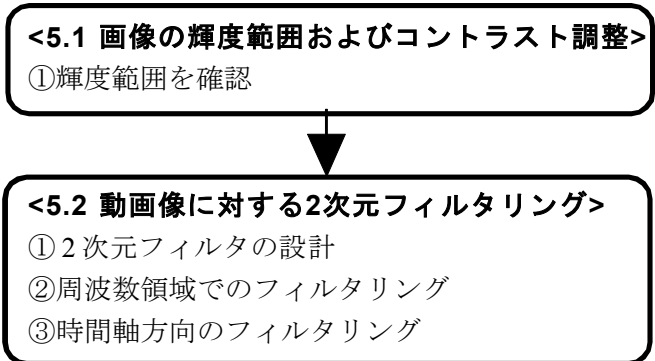 <5.1 画像の輝度範囲およびコントラスト調整>
①輝度範囲を確認
<5.2 動画像に対する2次元フィルタリング>
①2次元フィルタの設計
②周波数領域でのフィルタリング
③時間軸方向のフィルタリング